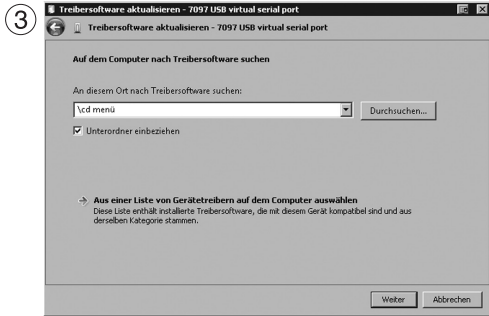 3
Treibersoftware aktualisieren - 7097 USB virtual serial port
Treibersoftware aktualisieren - 7097 USB virtual serial port
Auf dem Computer nach Treibersoftware suchen
An diesem Ort nach Treibersoftware suchen:
\cd menü
Durchsuchen...
Unterordner einbeziehen
Aus einer Liste von Gerätetreibern auf dem Computer auswählen
Diese Liste enthält installierte Treibersoftware, die mit diesem Gerät kompatibel sind und aus
derselben Kategorie stammen.
Weiter
Abbrechen